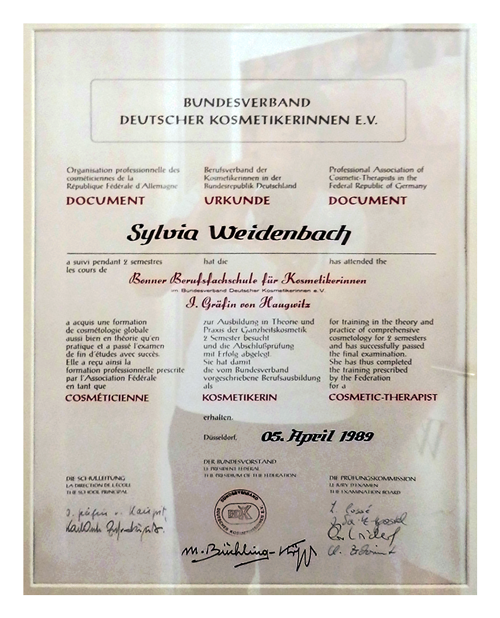 BUNDESVERBAND
DEUTSCHER KOSMETIKERINNEN E.V.
Organisation professionnelle des
cosméticiennes de la
République Fédérale d'Allemagne
DOCUMENT
Berufsverband der
Kosmetikerinnen in der
Bundesrepublik Deutschland
URKUNDE
Professional Association of
Cosmetic-Therapists in the
Federal Republic of Germany
DOCUMENT
Sylvia Weidenbach
a suivi pendant 2 semestres
les cours de
hat die
has attended the
Bonner Berufsfachschule für Kosmetikerinnen
im Bundesverband Deutscher Kosmetikerinnen e.V.
I. Gräfin von Haugwitz
a acquis une formation
de cosmétologie globale
aussi bien en théorie qu'en
pratique et a passé l'examen
de fin d'études avec succès.
Elle a reçu ainsi la
formation professionnelle prescrite
par l'Association Fédérale
en tant que
COSMÉTICIENNE
zur Ausbildung in Theorie und
Praxis der Ganzheitskosmetik
2 Semester besucht
und die Abschlußprüfung
mit Erfolg abgelegt.
Sie hat damit
die vom Bundesverband
vorgeschriebene Berufsausbildung
als
KOSMETIKERIN
for training in the theory and
practice of comprehensive
cosmetology for 2 semesters
and has successfully passed
the final examination.
She has thus completed
the training prescribed
by the Federation
for a
COSMETIC-THERAPIST
erhalten.
Düsseldorf, 05. April 1989
DER BUNDESVORSTAND
LE PRESIDENT FEDERAL
THE PRESIDIUM OF THE FEDERATION
DIE SCHULLEITUNG
LA DIRECTION DE L'ÉCOLE
THE SCHOOL PRINCIPAL
DIE PRÜFUNGSKOMMISSION
LE JURY D'EXAMEN
THE EXAMINATION BOARD